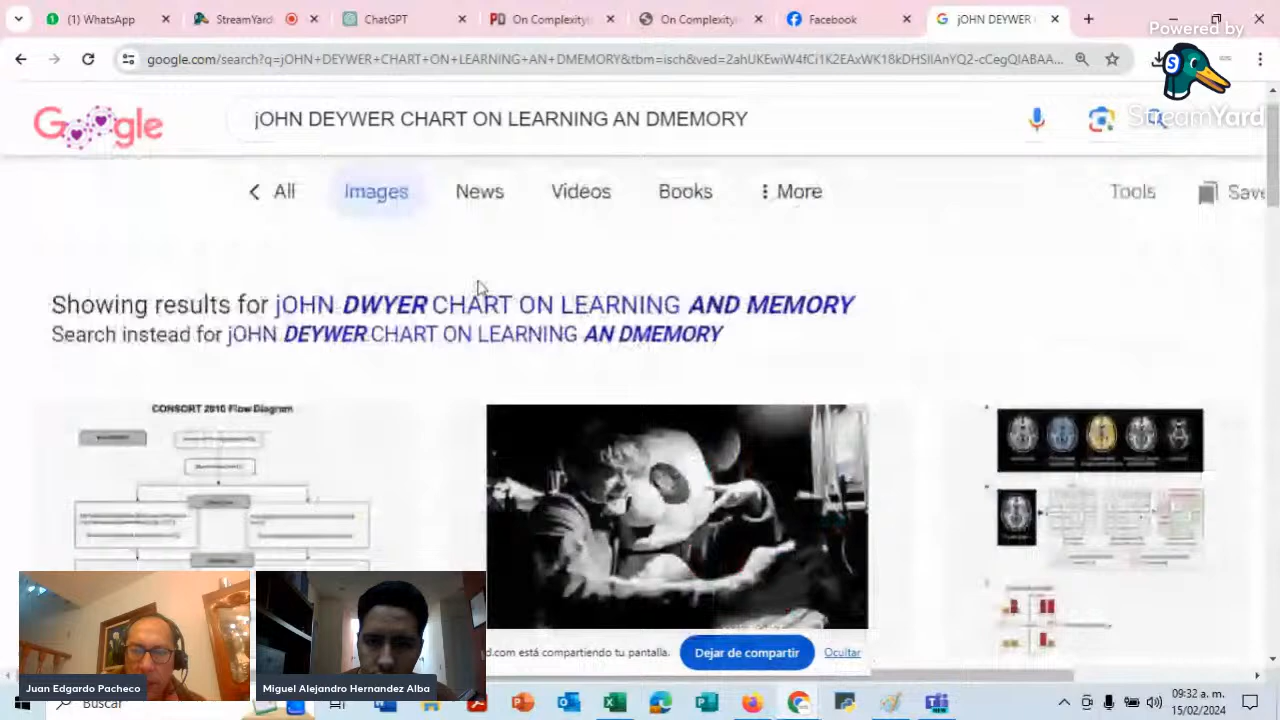 (1) WhatsApp
StreamYard
ChatGPT
On Complexity
On Complexity
Facebook
jOHN DEYWER
Powered by
google.com/search?q=jOHN+DEYWER+CHART+ON+LEARNING+AN+DMEMORY&tbm=isch&ved=2ahUKEwiW4fCi1K2EAxWK18kDHSIIAnYQ2-cCegQIABAA...
StreamYard
Google
jOHN DEYWER CHART ON LEARNING AN DMEMORY
All
Images
News
Videos
Books
More
Tools
Save
Showing results for jOHN DWYER CHART ON LEARNING AND MEMORY
Search instead for jOHN DEYWER CHART ON LEARNING AN DMEMORY
CONSORT 2010 Flow Diagram
Juan Edgardo Pacheco
Miguel Alejandro Hernandez Alba
d.com está compartiendo tu pantalla.
Dejar de compartir
Ocultar
Buscar
09:32 a. m.
15/02/2024